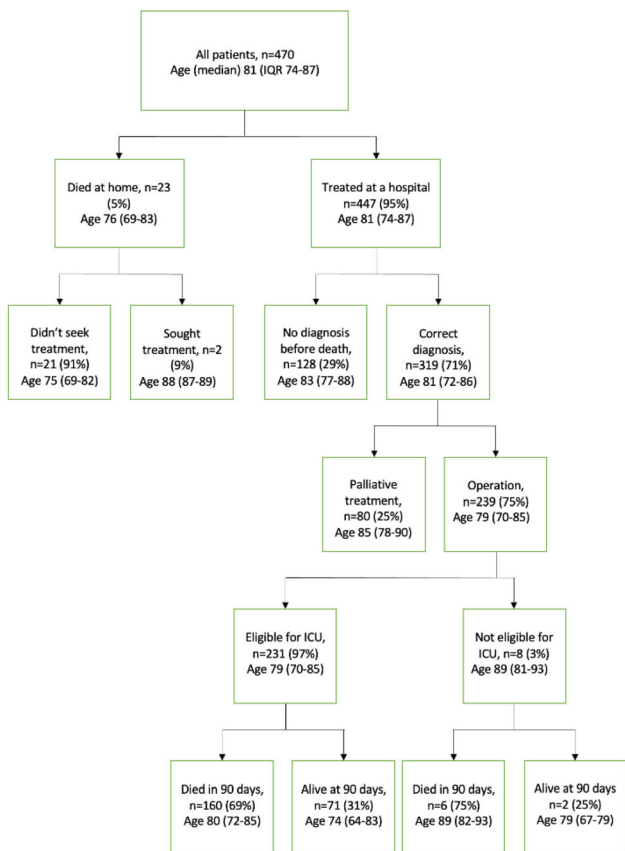 All patients, n=470
Age (median) 81 (IQR 74-87)
Died at home, n=23
(5%)
Age 76 (69-83)
Treated at a hospital
n=447 (95%)
Age 81 (74-87)
Didn't seek
treatment,
n=21 (91%)
Age 75 (69-82)
Sought
treatment, n=2
(9%)
Age 88 (87-89)
No diagnosis
before death,
n=128 (29%)
Age 83 (77-88)
Correct
diagnosis,
n=319 (71%)
Age 81 (72-86)
Palliative
treatment,
n=80 (25%)
Age 85 (78-90)
Operation,
n=239 (75%)
Age 79 (70-85)
Eligible for ICU,
n=231 (97%)
Age 79 (70-85)
Not eligible for
ICU, n=8 (3%)
Age 89 (81-93)
Died in 90 days,
n=160 (69%)
Age 80 (72-85)
Alive at 90 days,
n=71 (31%)
Age 74 (64-83)
Died in 90 days,
n=6 (75%)
Age 89 (82-93)
Alive at 90 days
n=2 (25%)
Age 79 (67-79)